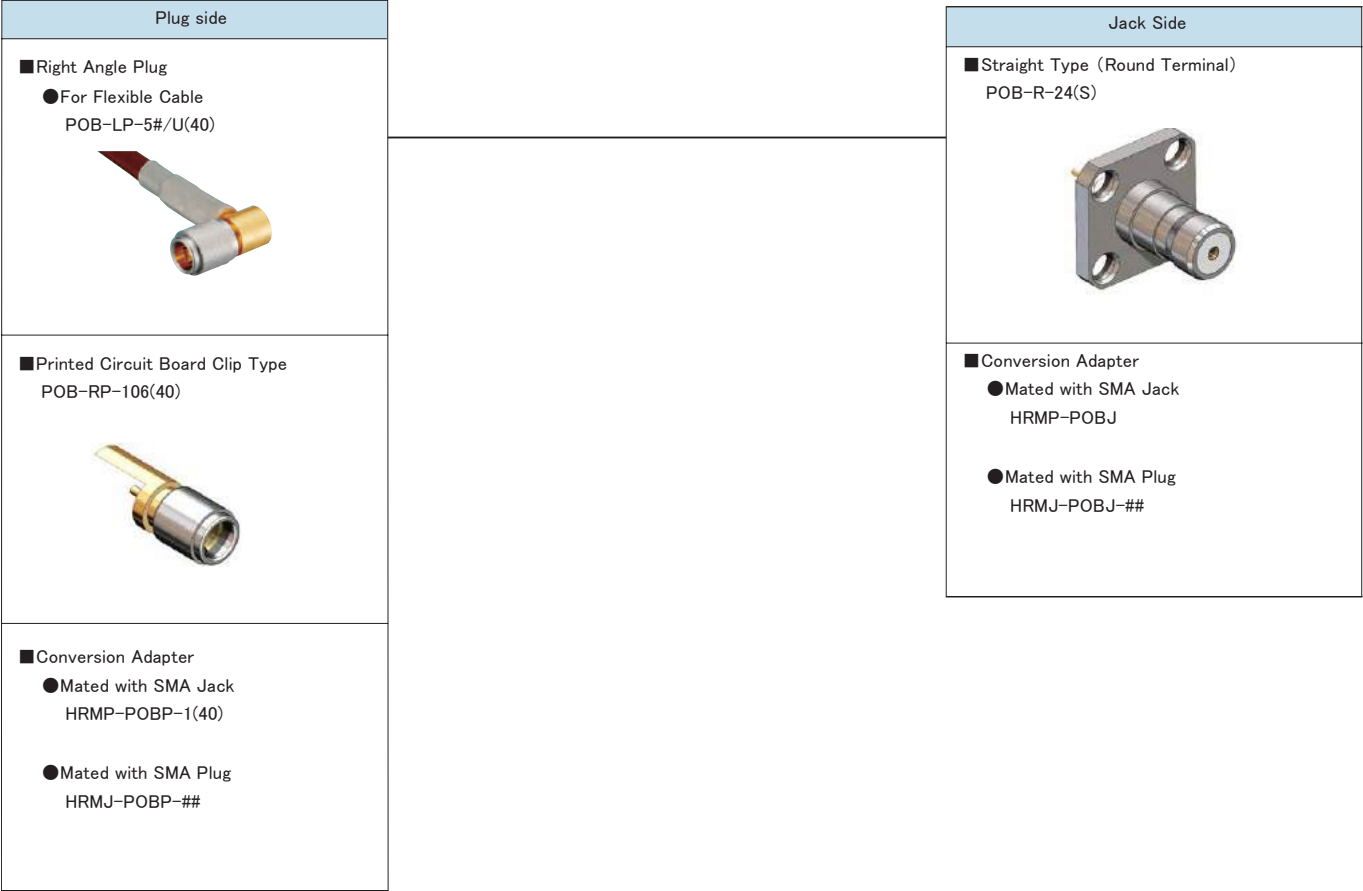 Plug side
■Right Angle Plug
●For Flexible Cable
POB-LP-5#/U(40)
■Printed Circuit Board Clip Type
POB-RP-106(40)
■Conversion Adapter
●Mated with SMA Jack
HRMP-POBP-1(40)
●Mated with SMA Plug
HRMJ-POBP-##
Jack Side
■Straight Type (Round Terminal)
POB-R-24(S)
■Conversion Adapter
●Mated with SMA Jack
HRMP-POBJ
●Mated with SMA Plug
HRMJ-POBJ-##